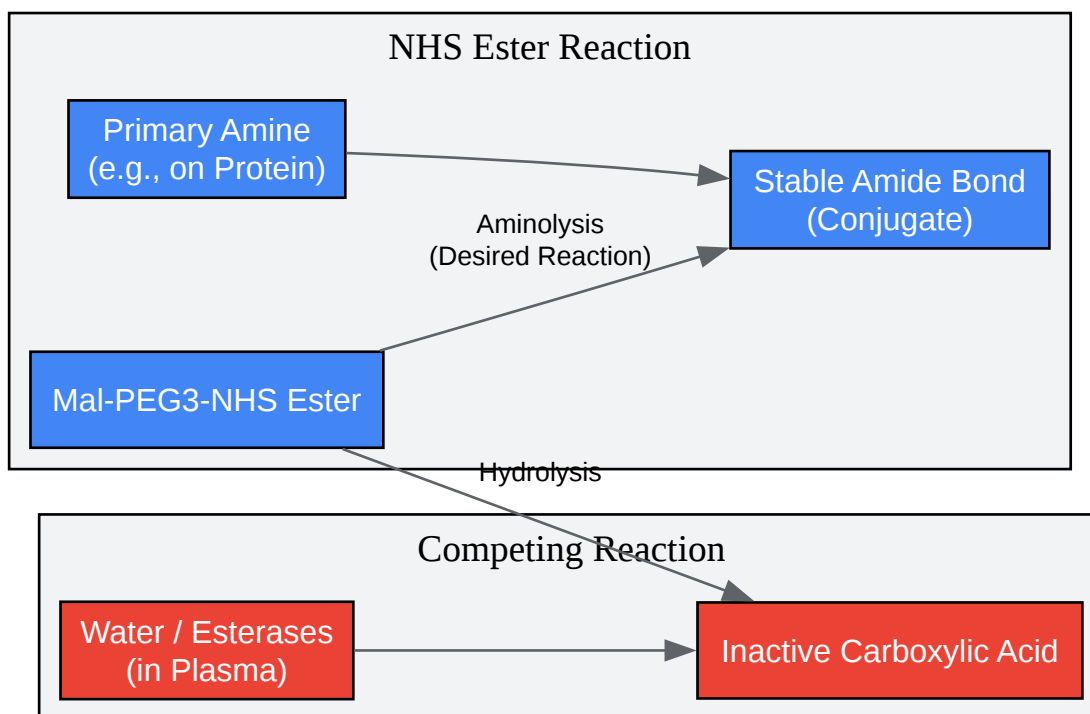 NHS Ester Reaction
Primary Amine
(e.g., on Protein)
Stable Amide Bond
(Conjugate)
Aminolysis
(Desired Reaction)
Mal-PEG3-NHS Ester
Hydrolysis
Competing Reaction
Water / Esterases
(in Plasma)
Inactive Carboxylic Acid